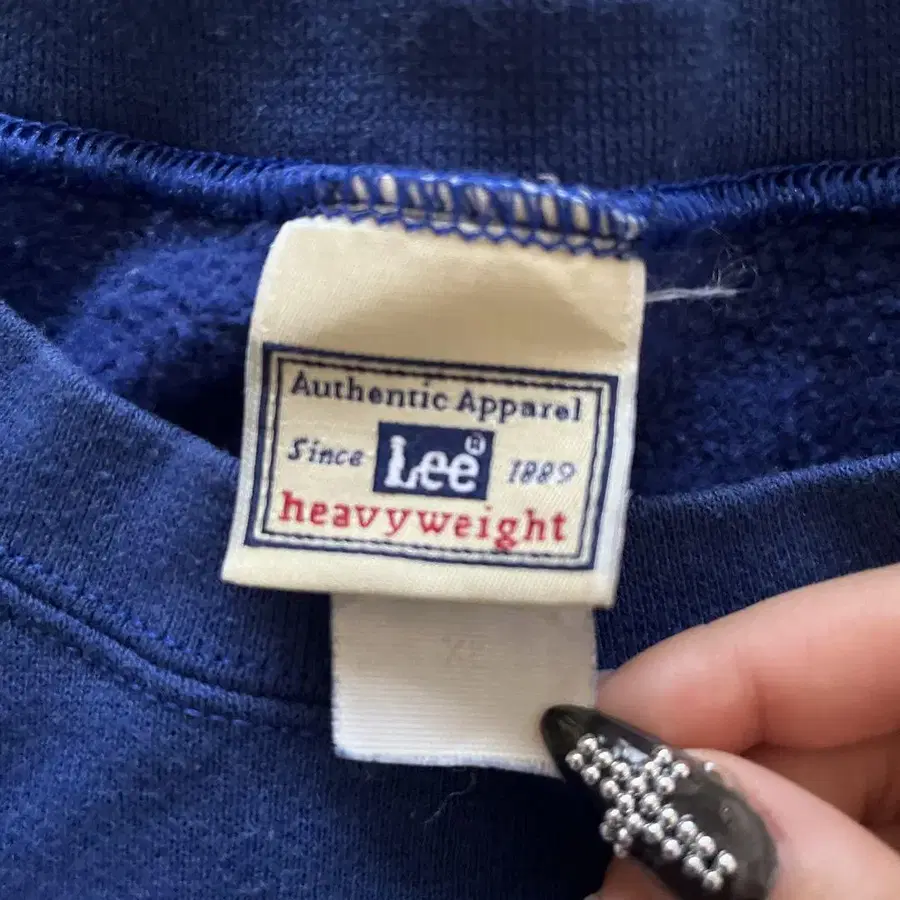 Authentic Apparel
Since Lee® 1889
heavyweight